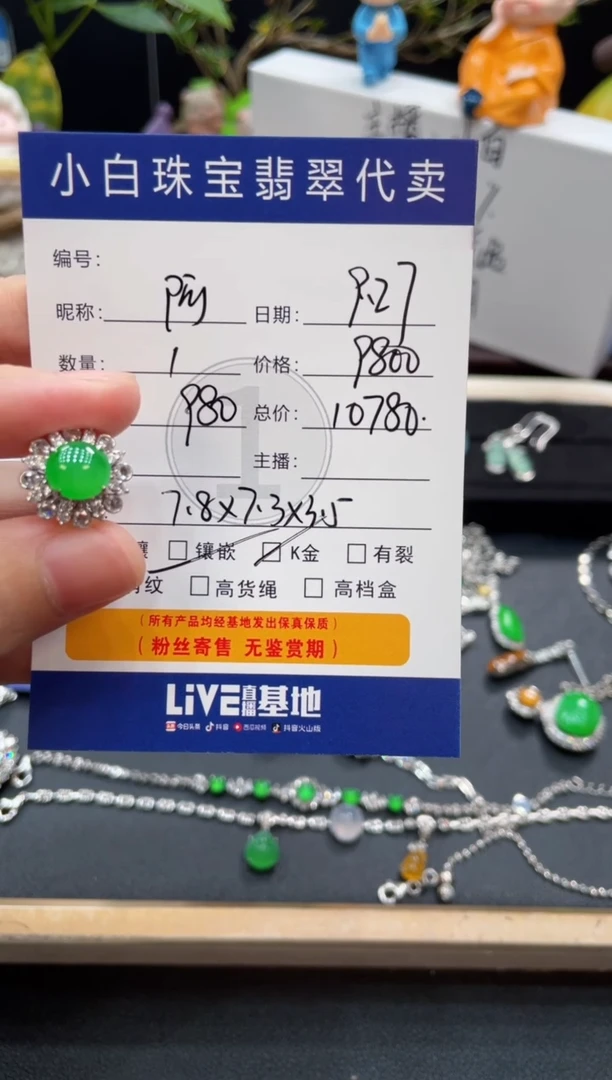 小白珠宝翡翠代卖
编号：
昵称： 日期：9.27
数量：1 价格：9800
980 总价：10780.
主播：
7.8×7.3×3.5
镶嵌 K金 有裂
纹 高货绳 高档盒
（所有产品均经基地发出保真保质）
（粉丝寄售 无鉴赏期）
LiVE直播基地
今日头条 抖音 西瓜视频 抖音火山版